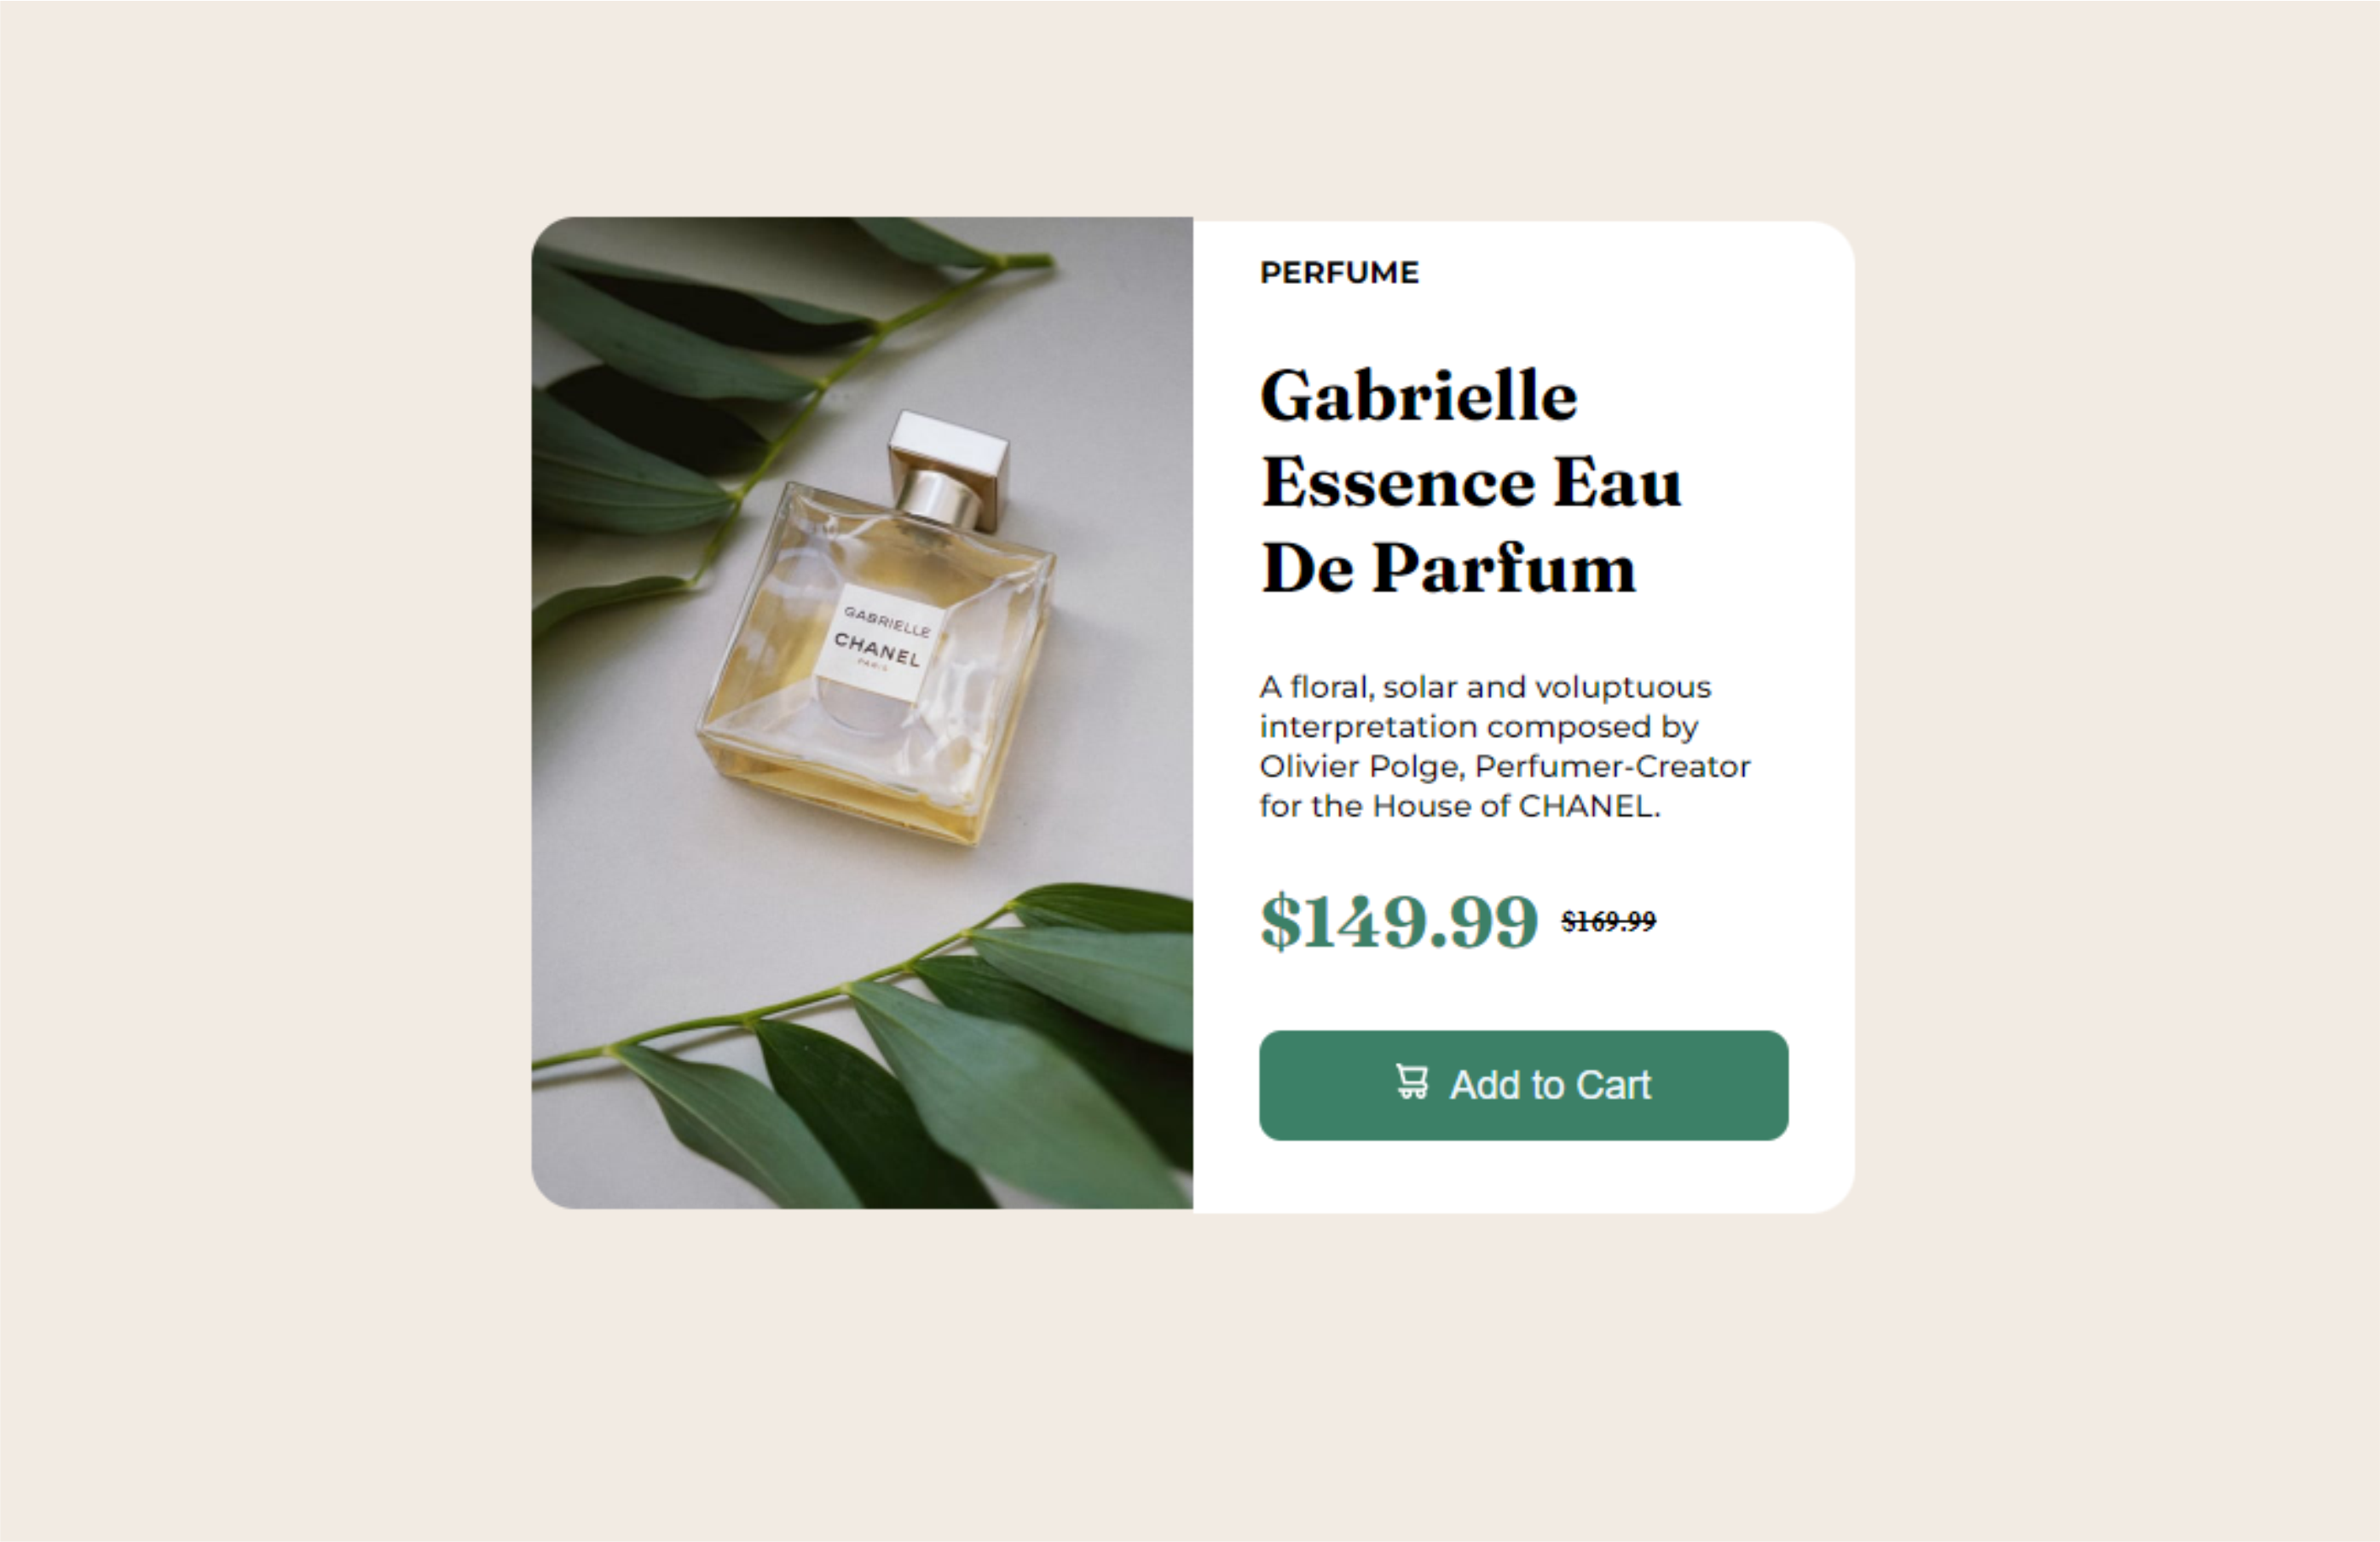 GABRIELLE
CHANEL
PARIS
PERFUME
Gabrielle
Essence Eau
De Parfum
A floral, solar and voluptuous
interpretation composed by
Olivier Polge, Perfumer-Creator
for the House of CHANEL.
$149.99 $169.99
Add to Cart